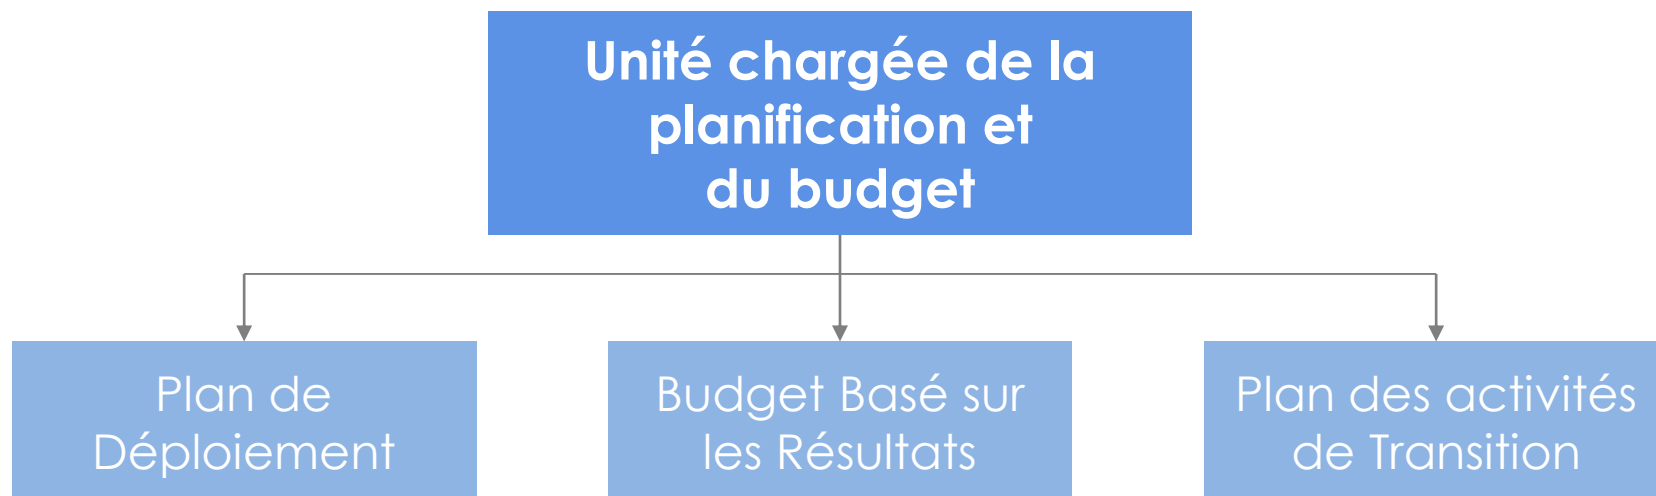 Unité chargée de la
planification et
du budget
Plan de
Déploiement
Budget Basé sur
les Résultats
Plan des activités
de Transition